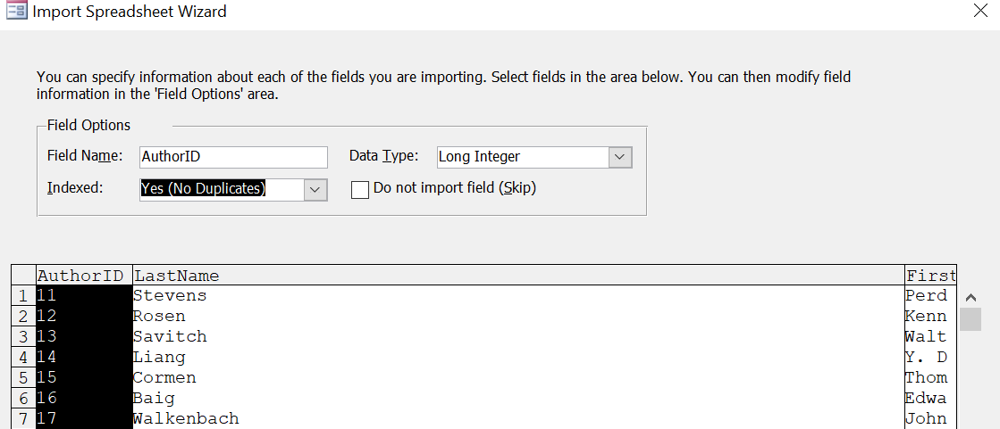 Import Spreadsheet Wizard
You can specify information about each of the fields you are importing. Select fields in the area below. You can then modify field
information in the 'Field Options' area.
Field Options
Field Name: AuthorID Data Type: Long Integer
Indexed: Yes (No Duplicates) Do not import field (Skip)
AuthorID LastName First
1 11 Stevens Perd
2 12 Rosen Kenn
3 13 Savitch Walt
4 14 Liang Y. D
5 15 Cormen Thom
6 16 Baig Edwa
7 17 Walkenbach John